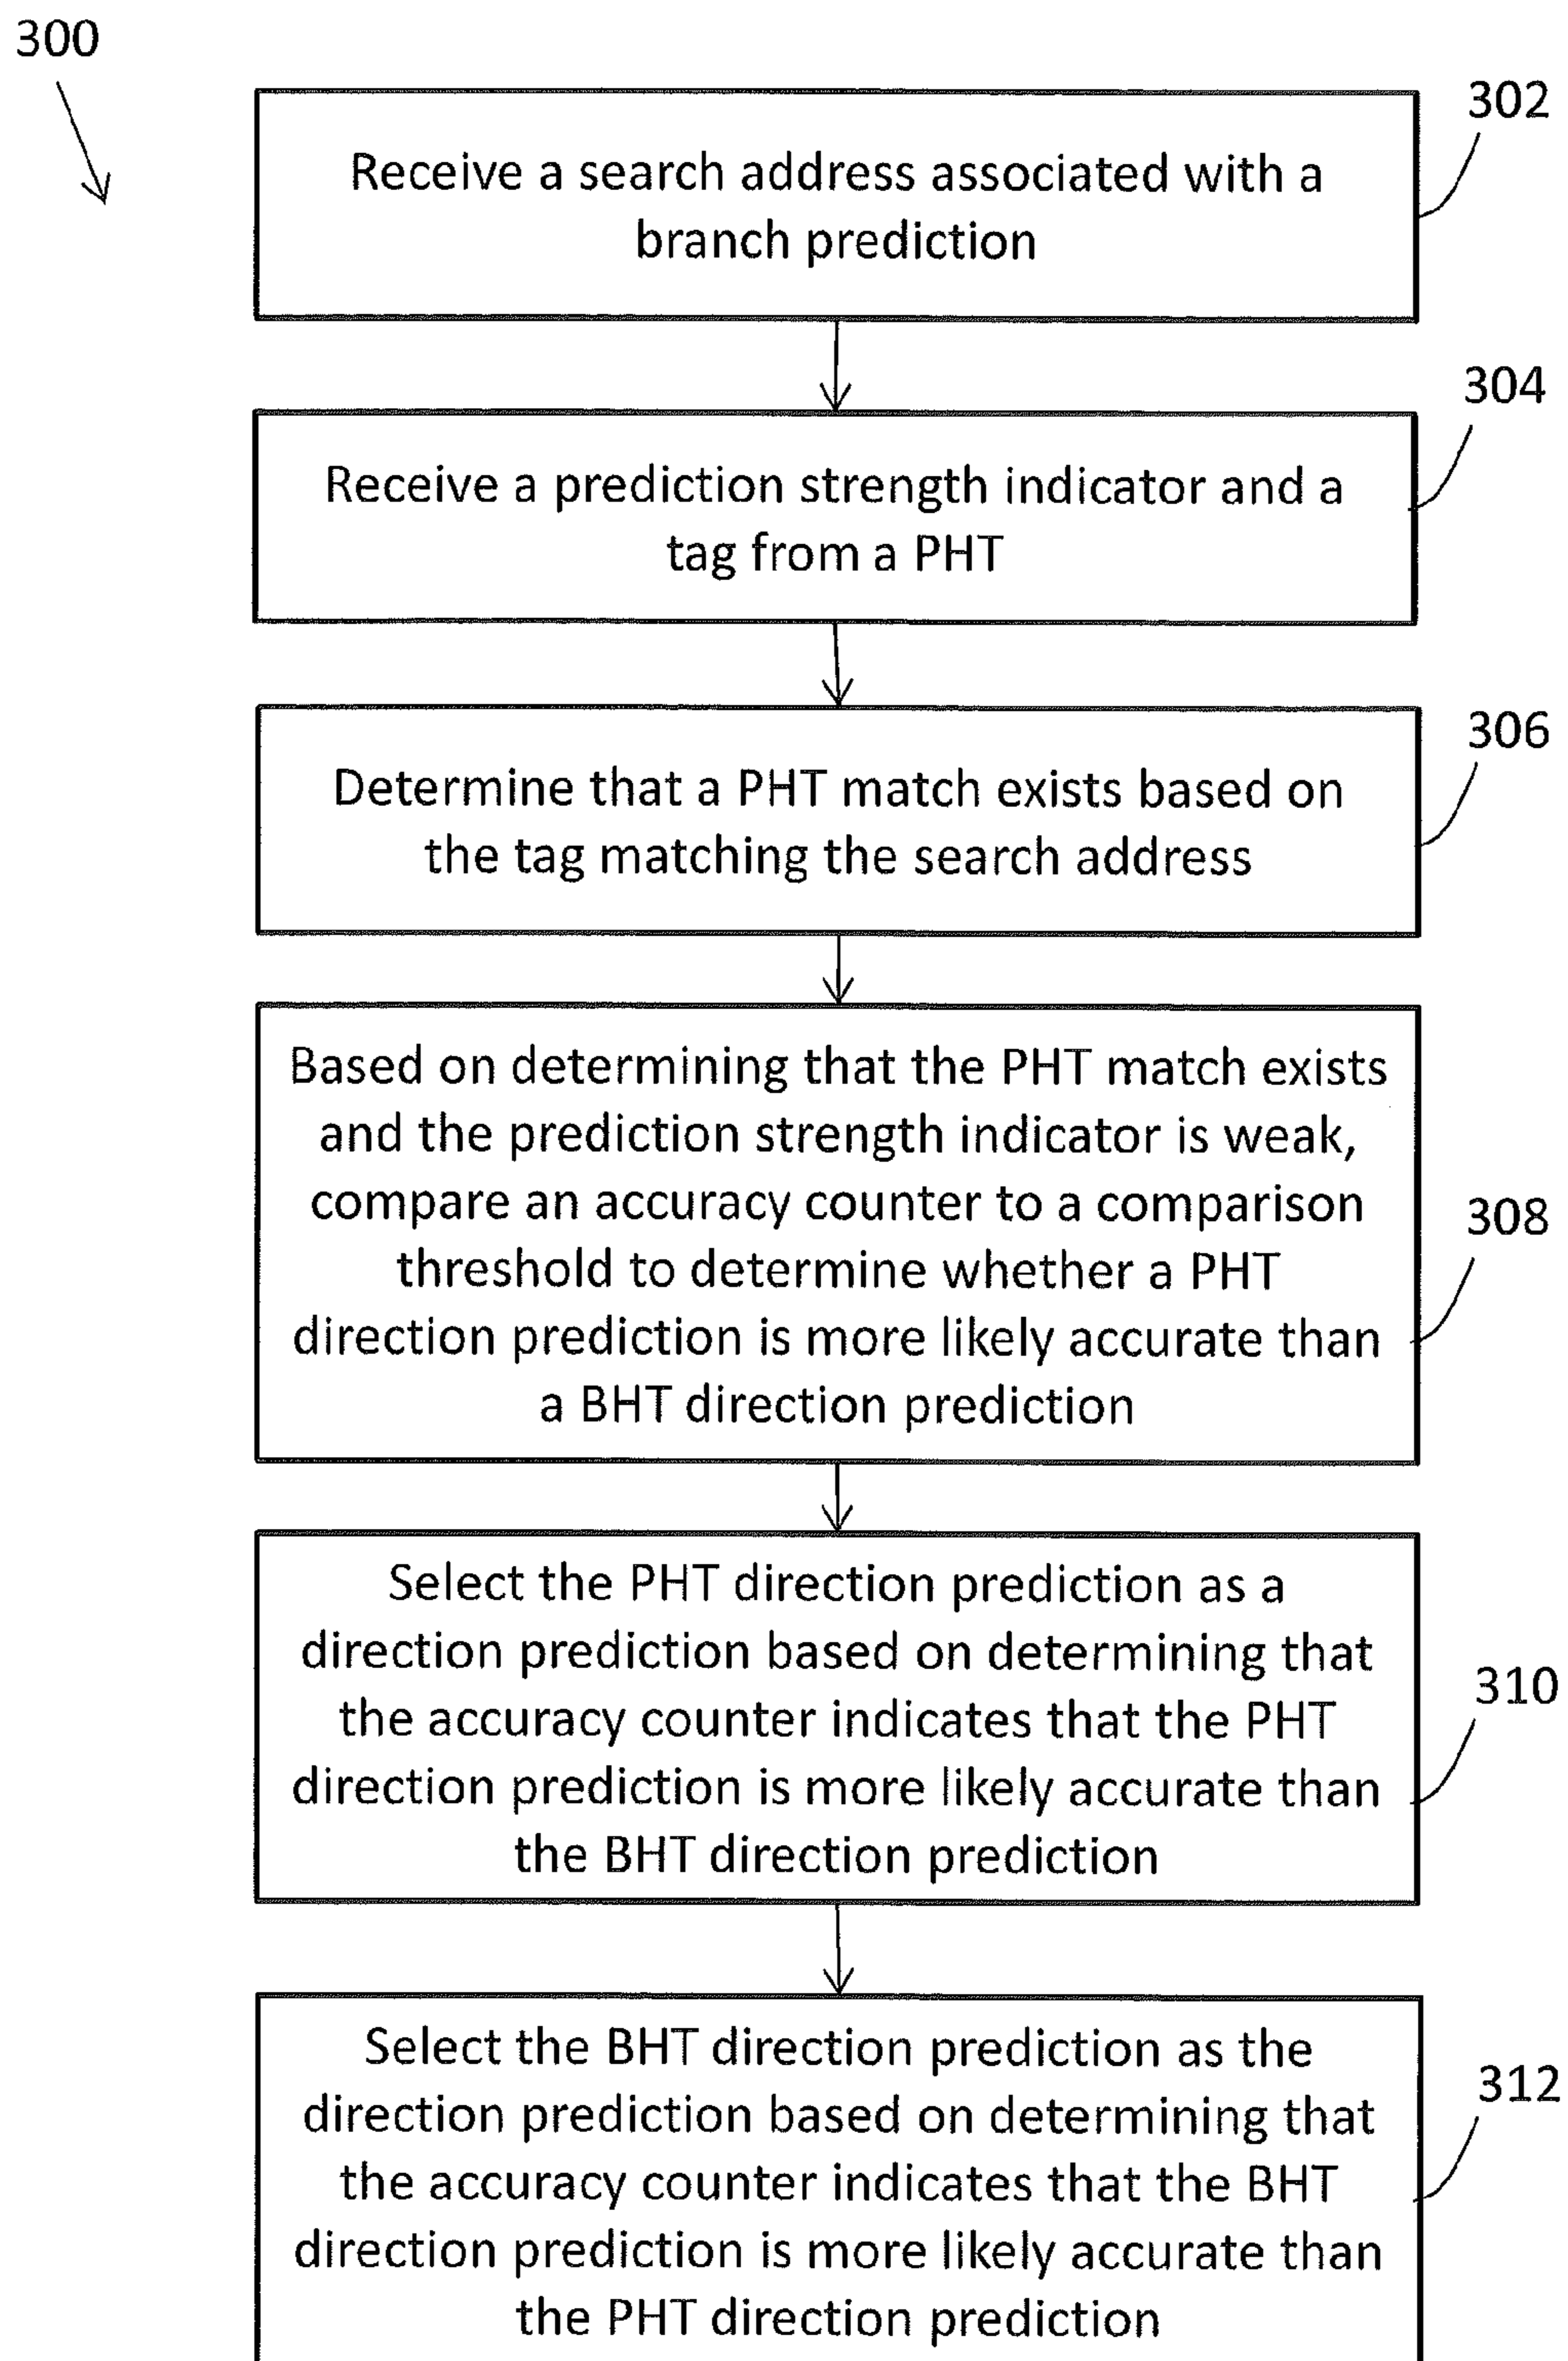 300
302
Receive a search address associated with a
branch prediction
304
Receive a prediction strength indicator and a
tag from a PHT
306
Determine that a PHT match exists based on
the tag matching the search address
Based on determining that the PHT match exists
and the prediction strength indicator is weak,
compare an accuracy counter to a comparison
308
threshold to determine whether a PHT
direction prediction is more likely accurate than
a BHT direction prediction
Select the PHT direction prediction as a
direction prediction based on determining that
310
the accuracy counter indicates that the PHT
direction prediction is more likely accurate than
the BHT direction prediction
Select the BHT direction prediction as the
312
direction prediction based on determining that
the accuracy counter indicates that the BHT
direction prediction is more likely accurate than
the PHT direction prediction